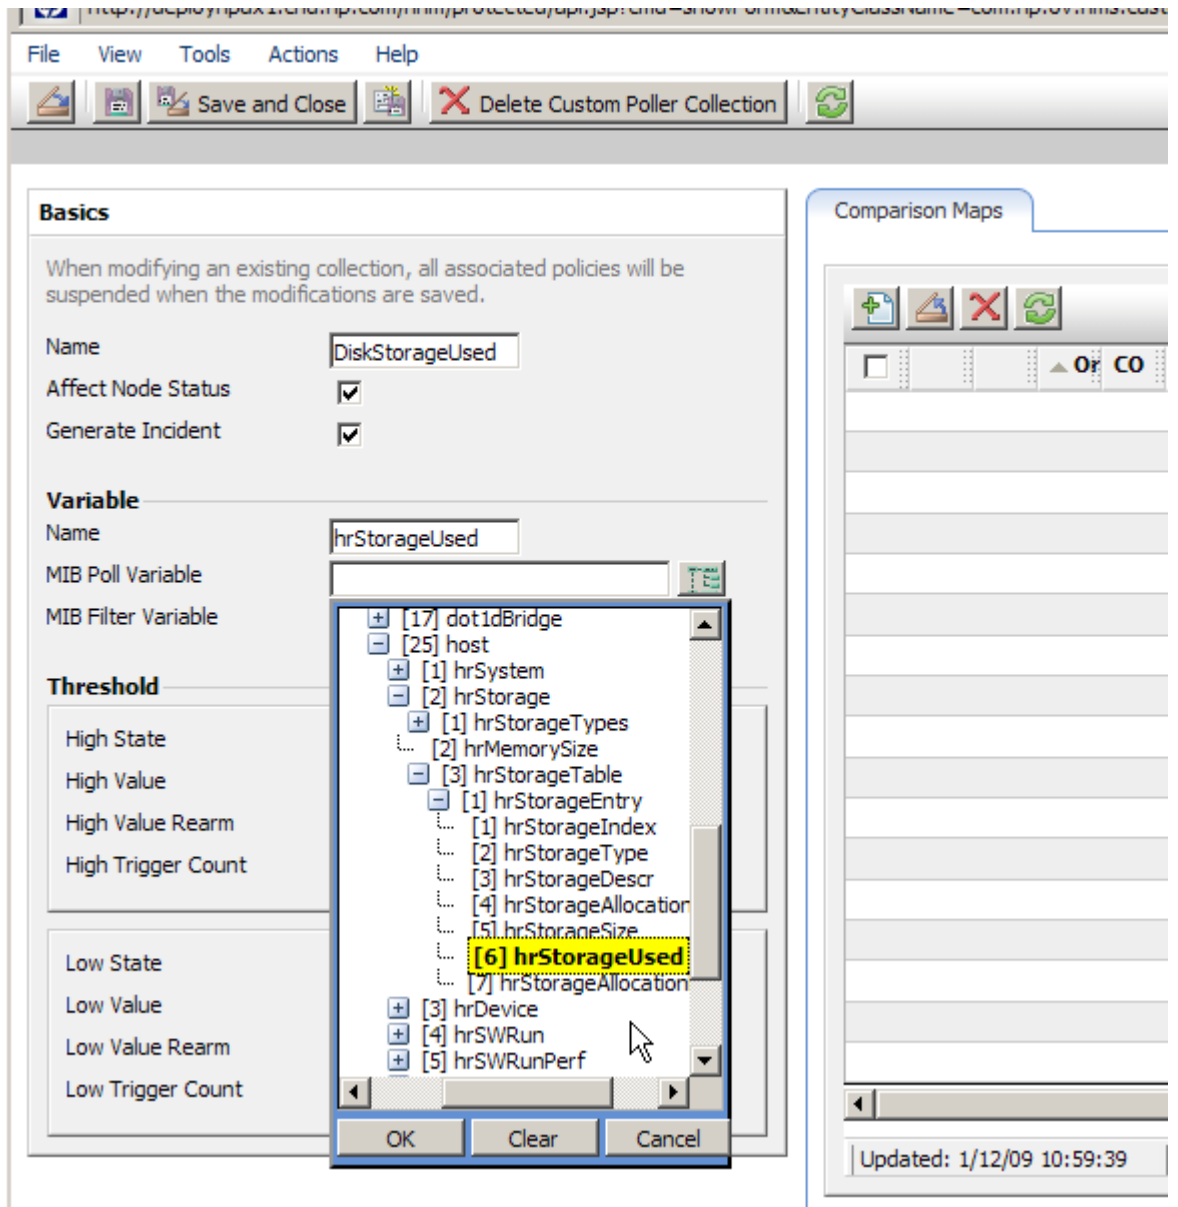 File View Tools Actions Help
Save and Close Delete Custom Poller Collection
Basics
When modifying an existing collection, all associated policies will be
suspended when the modifications are saved.
Name DiskStorageUsed
Affect Node Status
Generate Incident
Variable
Name hrStorageUsed
MIB Poll Variable
MIB Filter Variable
[17] dot1dBridge
[25] host
[1] hrSystem
[2] hrStorage
[1] hrStorageTypes
[2] hrMemorySize
[3] hrStorageTable
[1] hrStorageEntry
[1] hrStorageIndex
[2] hrStorageType
[3] hrStorageDescr
[4] hrStorageAllocation
[5] hrStorageSize
[6] hrStorageUsed
[7] hrStorageAllocation
[3] hrDevice
[4] hrSWRun
[5] hrSWRunPerf
OK Clear Cancel
Threshold
High State
High Value
High Value Rearm
High Trigger Count
Low State
Low Value
Low Value Rearm
Low Trigger Count
Comparison Maps
Or CO
Updated: 1/12/09 10:59:39